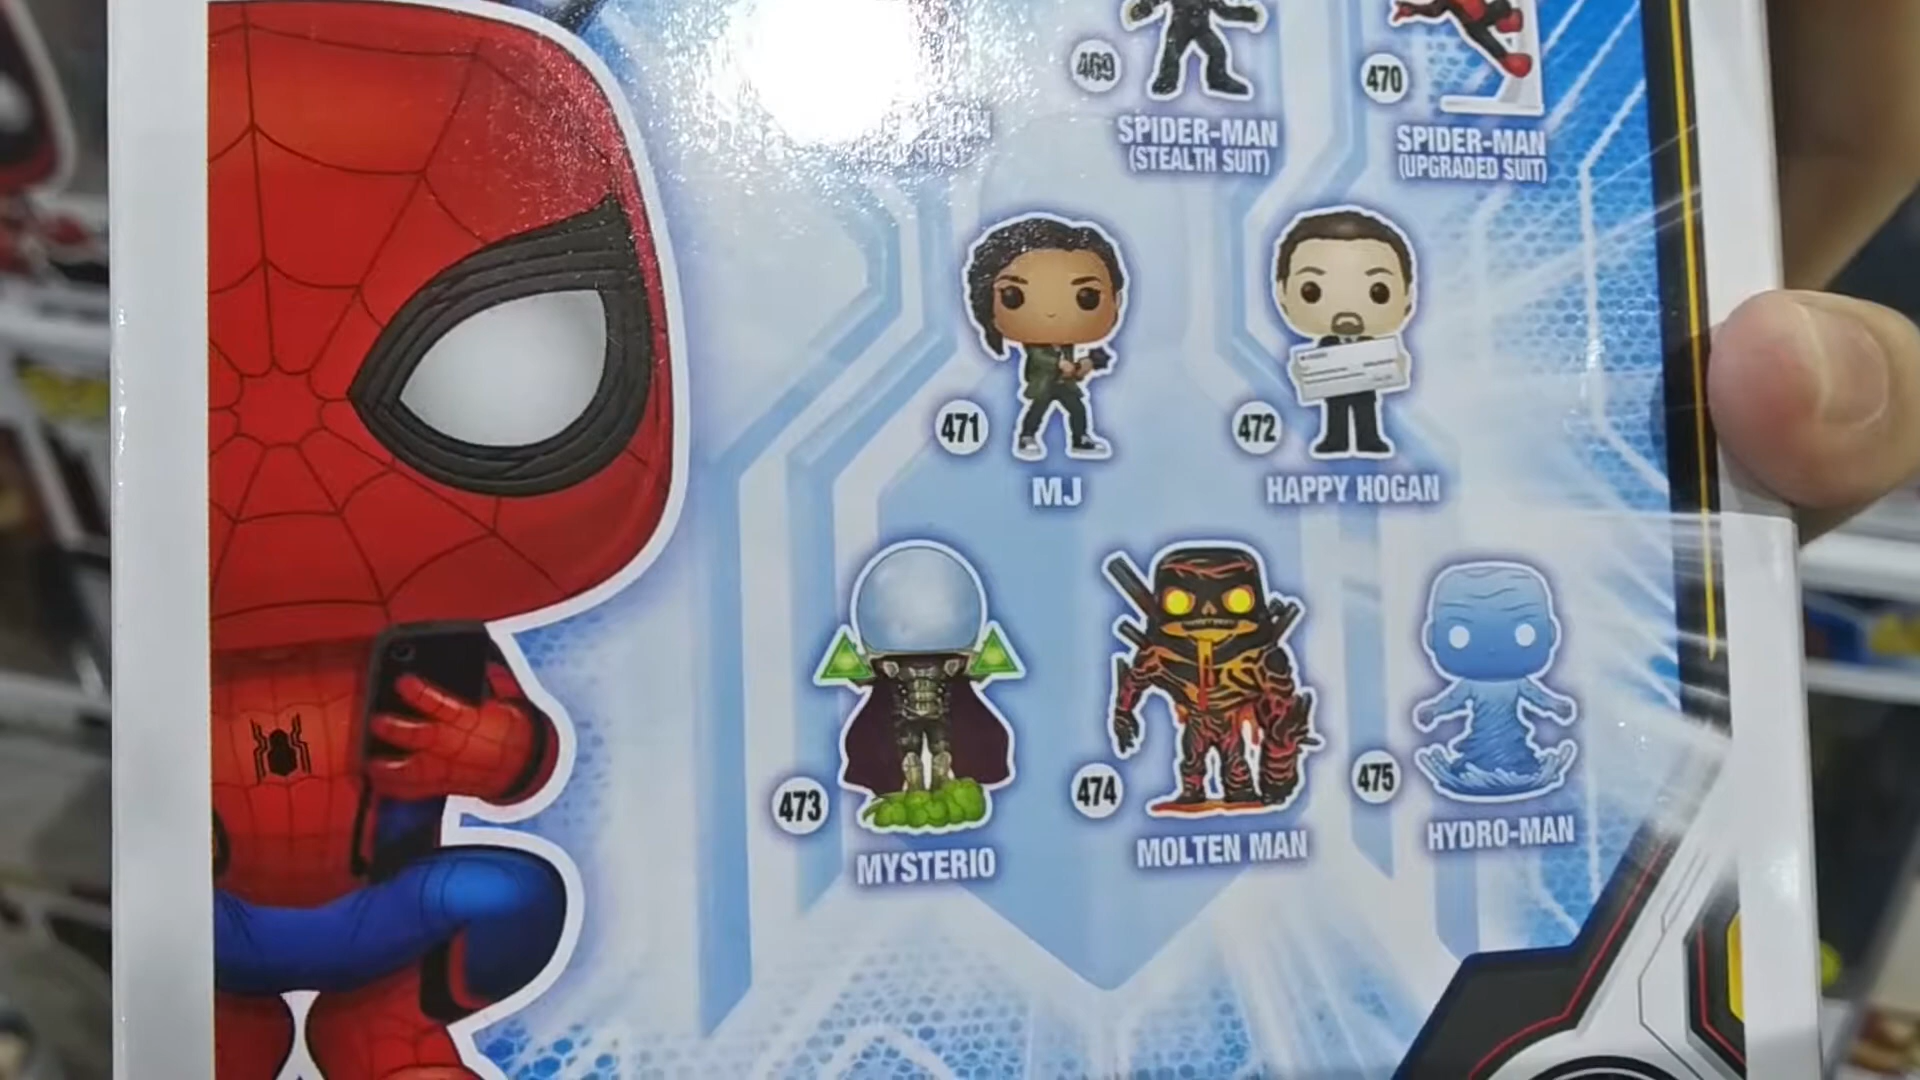 469
470
SPIDER-MAN
(STEALTH SUIT)
SPIDER-MAN
(UPGRADED SUIT)
471
472
MJ
HAPPY HOGAN
473
474
475
MYSTERIO
MOLTEN MAN
HYDRO-MAN